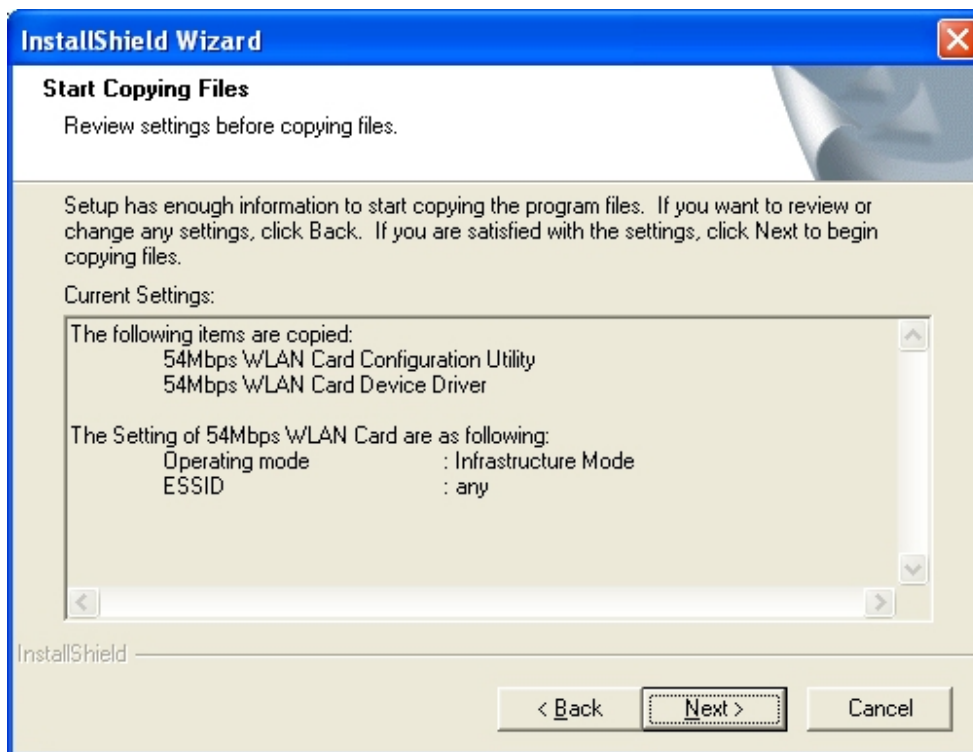 InstallShield Wizard
Start Copying Files
Review settings before copying files.
Setup has enough information to start copying the program files.  If you want to review or
change any settings, click Back.  If you are satisfied with the settings, click Next to begin
copying files.
Current Settings:
The following items are copied:
54Mbps WLAN Card Configuration Utility
54Mbps WLAN Card Device Driver
The Setting of 54Mbps WLAN Card are as following:
Operating mode : Infrastructure Mode
ESSID : any
InstallShield
< Back Next > Cancel